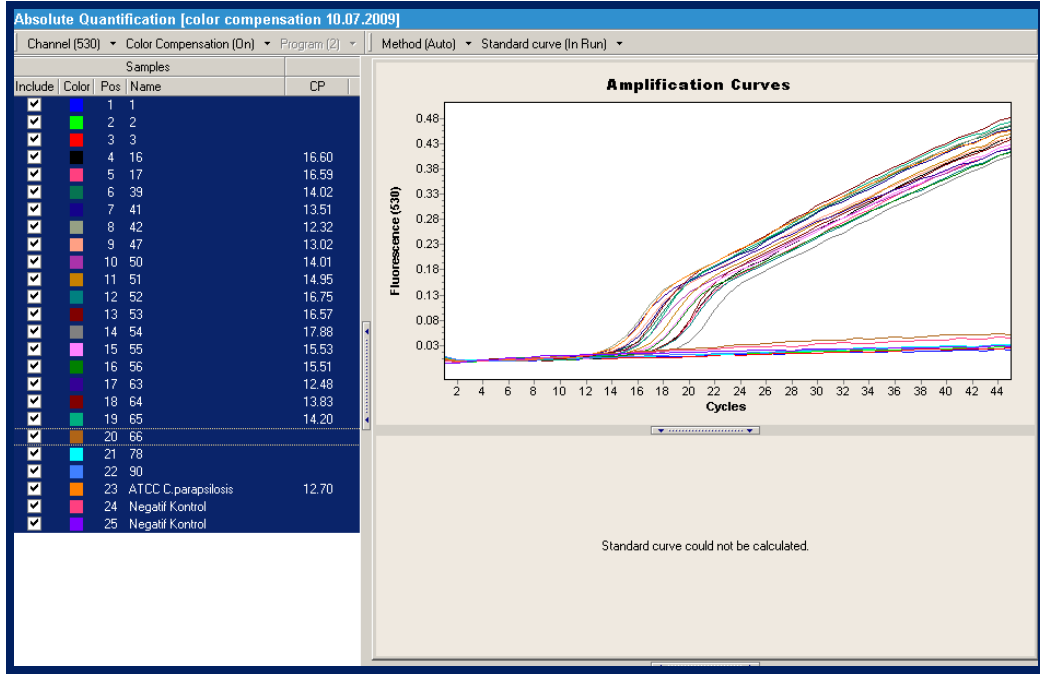 Absolute Quantification [color compensation 10.07.2009]
Channel (530) Color Compensation (On) Program (2) Method (Auto) Standard curve (In Run)
Samples
Include Color Pos Name CP
1 1
2 2
3 3
4 16 16.60
5 17 16.59
6 39 14.02
7 41 13.51
8 42 12.32
9 47 13.02
10 50 14.01
11 51 14.95
12 52 16.75
13 53 16.57
14 54 17.88
15 55 15.53
16 56 15.51
17 63 12.48
18 64 13.83
19 65 14.20
20 66
21 78
22 90
23 ATCC C.parapsilosis 12.70
24 Negatif Kontrol
25 Negatif Kontrol
Amplification Curves
Fluorescence (530)
0.48
0.43
0.38
0.33
0.28
0.23
0.18
0.13
0.08
0.03
2 4 6 8 10 12 14 16 18 20 22 24 26 28 30 32 34 36 38 40 42 44
Cycles
Standard curve could not be calculated.